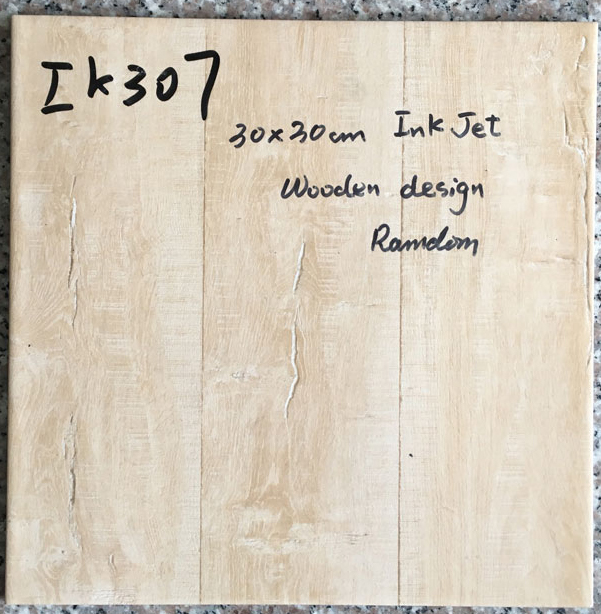 Ik307
30x30cm Ink Jet
Wooden design
Ramdom